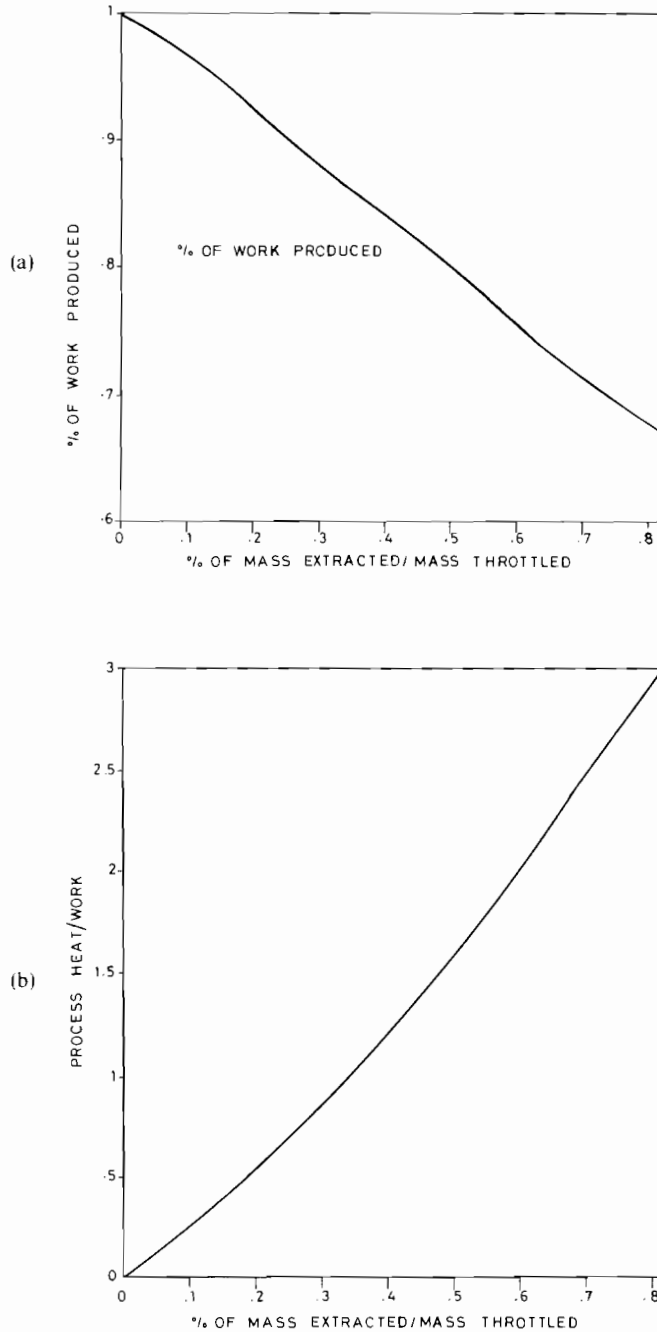 1
.9
.8
.7
.6
(a)
% OF WORK PRODUCED
% OF WORK PRODUCED
0 .1 .2 .3 .4 .5 .6 .7 .8
% OF MASS EXTRACTED/MASS THROTTLED
3
2.5
2
1.5
1
.5
0
(b)
PROCESS HEAT/WORK
0 .1 .2 .3 .4 .5 .6 .7 .8
% OF MASS EXTRACTED/MASS THROTTLED